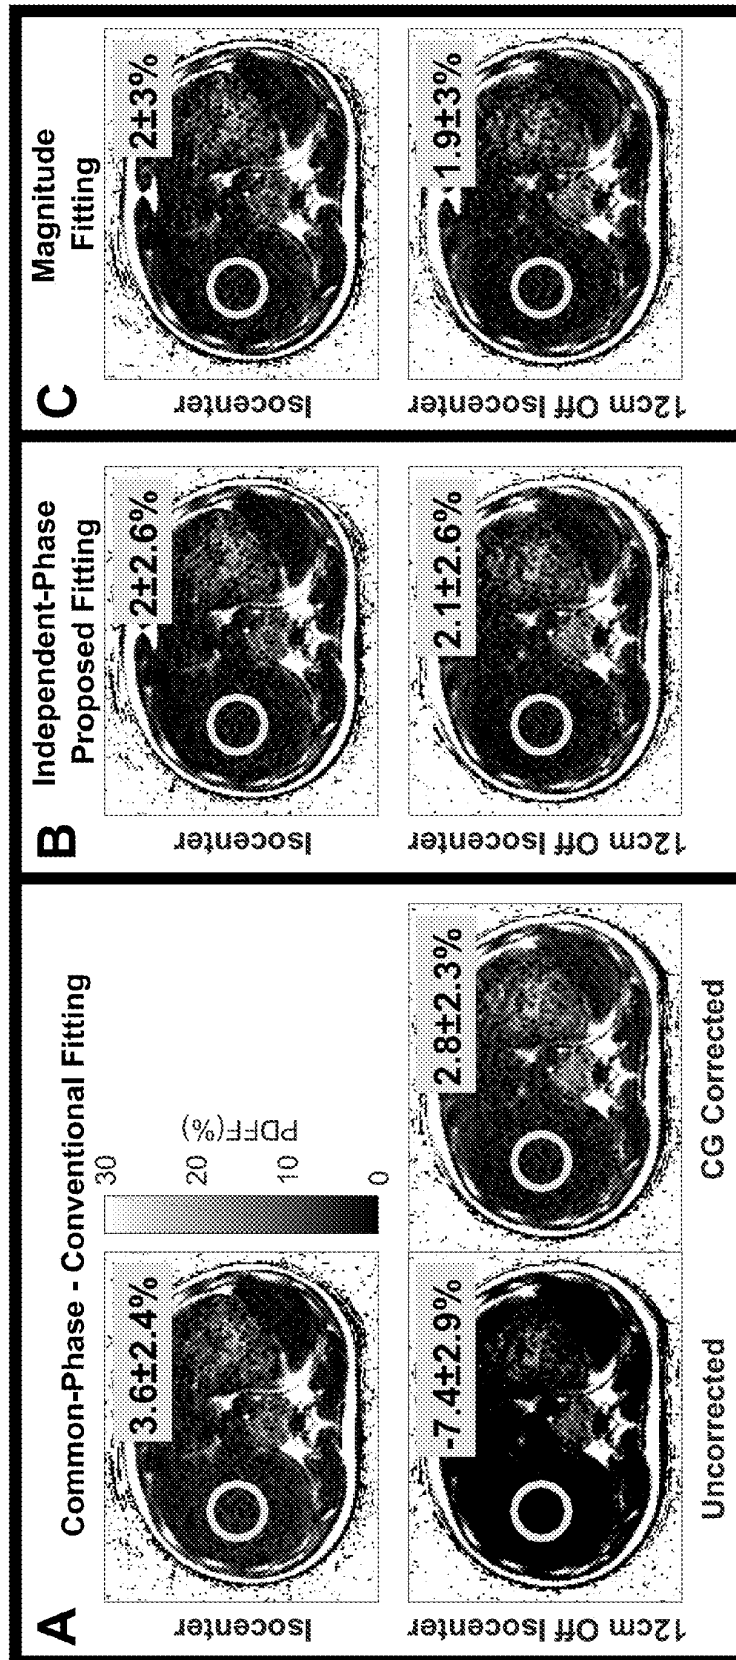 A
Common-Phase - Conventional Fitting
Isocenter
3.6±2.4%
30
20
10
0
PDFF(%)
12cm Off Isocenter
-7.4±2.9%
2.8±2.3%
Uncorrected
CG Corrected
B
Independent-Phase
Proposed Fitting
Isocenter
2±2.6%
12cm Off Isocenter
2.1±2.6%
C
Magnitude
Fitting
Isocenter
2±3%
12cm Off Isocenter
1.9±3%